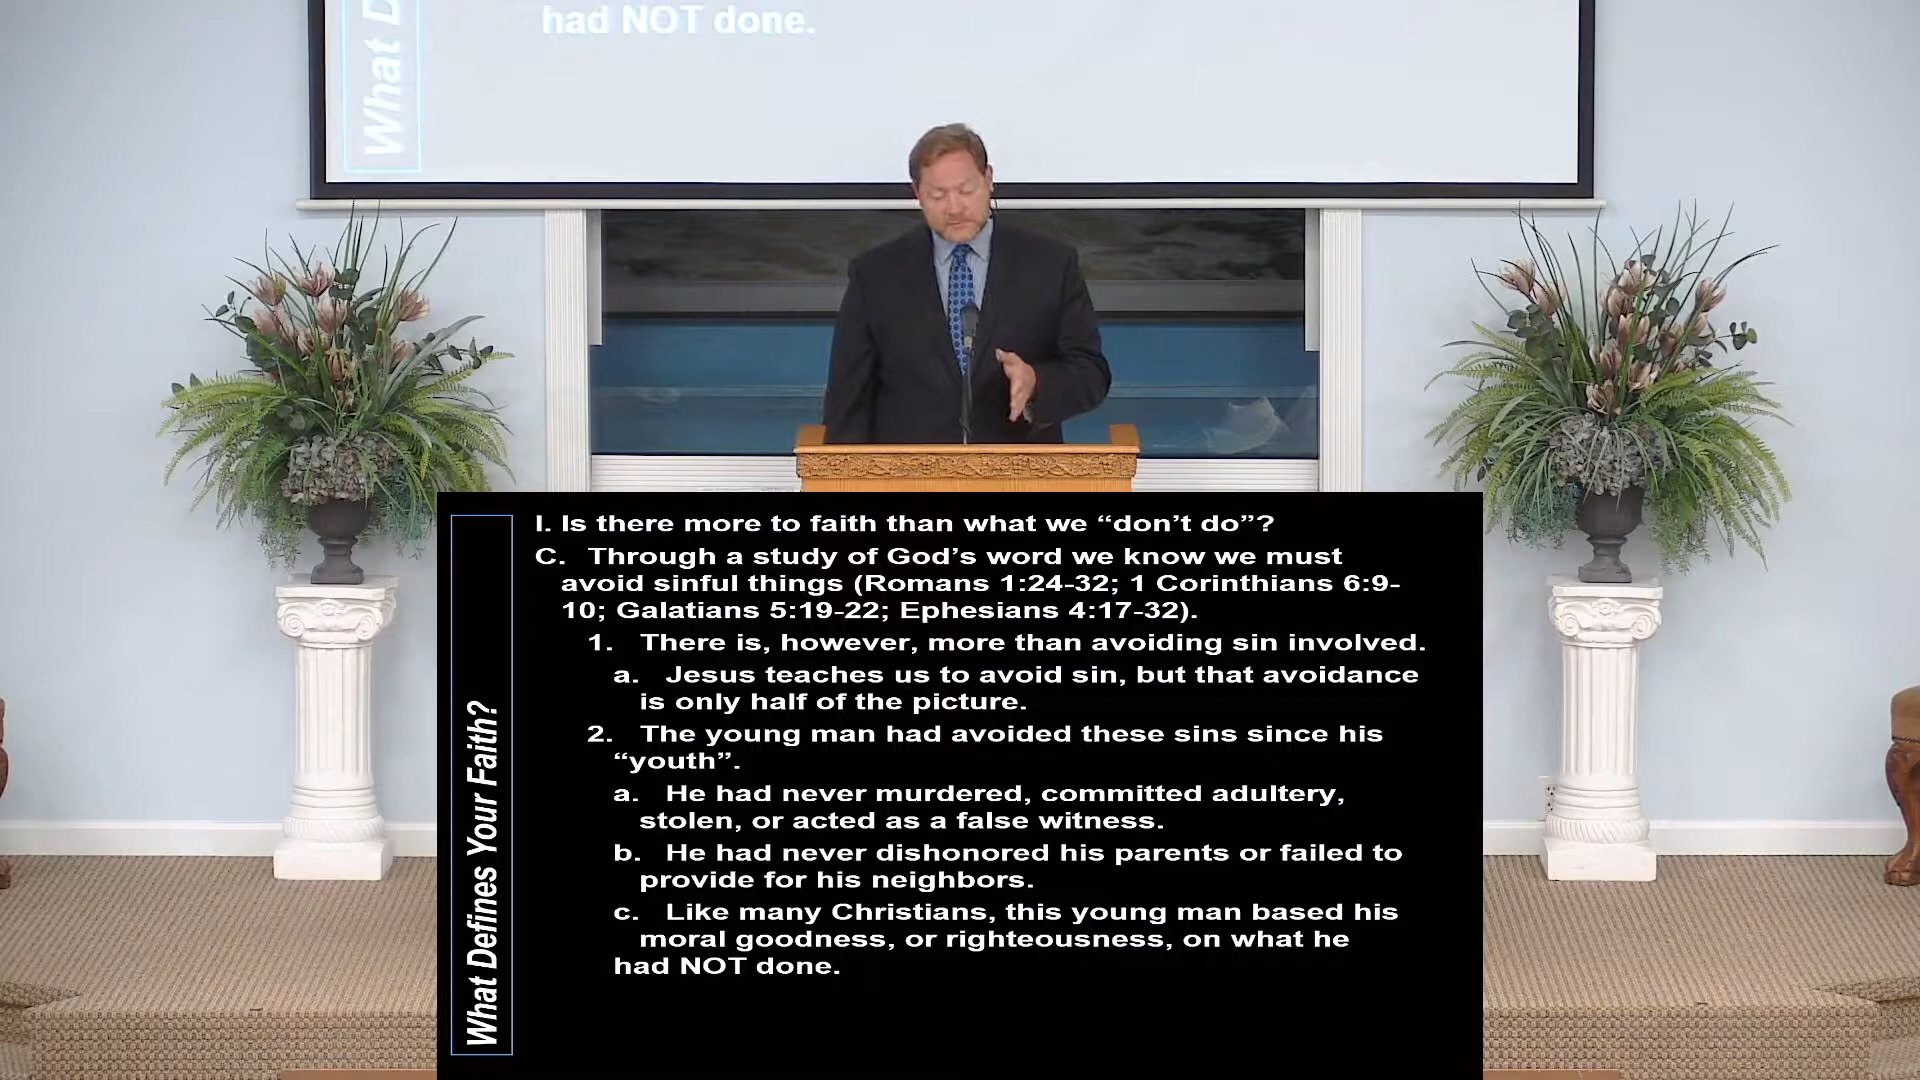 had NOT done.
What D
What Defines Your Faith?
I. Is there more to faith than what we “don’t do”?
C. Through a study of God’s word we know we must
avoid sinful things (Romans 1:24-32; 1 Corinthians 6:9-
10; Galatians 5:19-22; Ephesians 4:17-32).
1. There is, however, more than avoiding sin involved.
a. Jesus teaches us to avoid sin, but that avoidance
is only half of the picture.
2. The young man had avoided these sins since his
“youth”.
a. He had never murdered, committed adultery,
stolen, or acted as a false witness.
b. He had never dishonored his parents or failed to
provide for his neighbors.
c. Like many Christians, this young man based his
moral goodness, or righteousness, on what he
had NOT done.